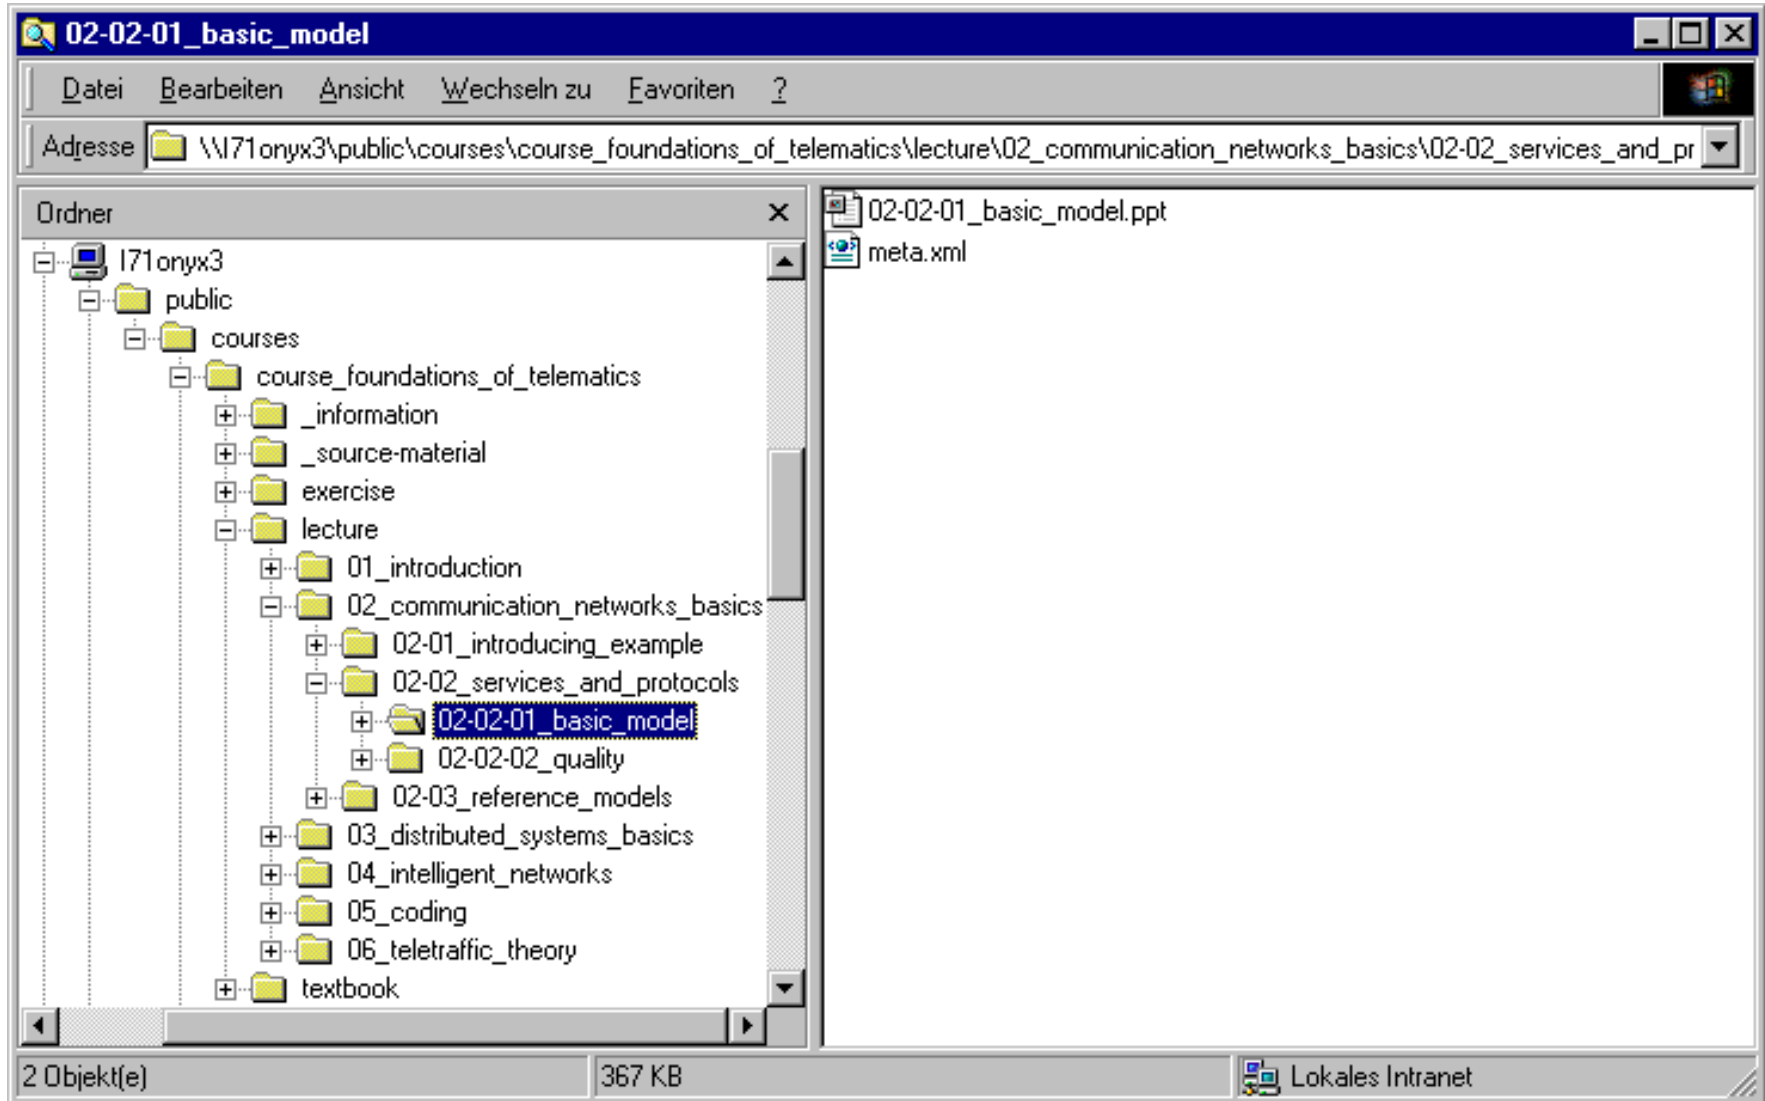 02-02-01_basic_model
Datei Bearbeiten Ansicht Wechseln zu Favoriten ?
Adresse \\I71onyx3\public\courses\course_foundations_of_telematics\lecture\02_communication_networks_basics\02-02_services_and_pr
Ordner
I71onyx3
public
courses
course_foundations_of_telematics
_information
_source-material
exercise
lecture
01_introduction
02_communication_networks_basics
02-01_introducing_example
02-02_services_and_protocols
02-02-01_basic_model
02-02-02_quality
02-03_reference_models
03_distributed_systems_basics
04_intelligent_networks
05_coding
06_teletraffic_theory
textbook
02-02-01_basic_model.ppt
meta.xml
2 Objekt(e) 367 KB Lokales Intranet